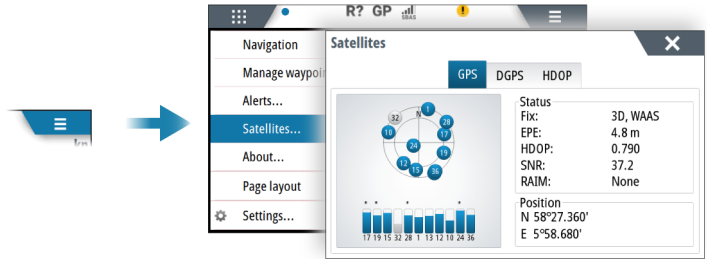 R? GP SBAS !
Navigation
Manage waypoin
Alerts...
Satellites...
About...
Page layout
Settings...
Satellites
GPS DGPS HDOP
N
1
32
28
10
17
24
19
12
15
36
17 19 15 32 28 1 13 12 10 24 36
Status
Fix: 3D, WAAS
EPE: 4.8 m
HDOP: 0.790
SNR: 37.2
RAIM: None
Position
N 58°27.360'
E 5°58.680'